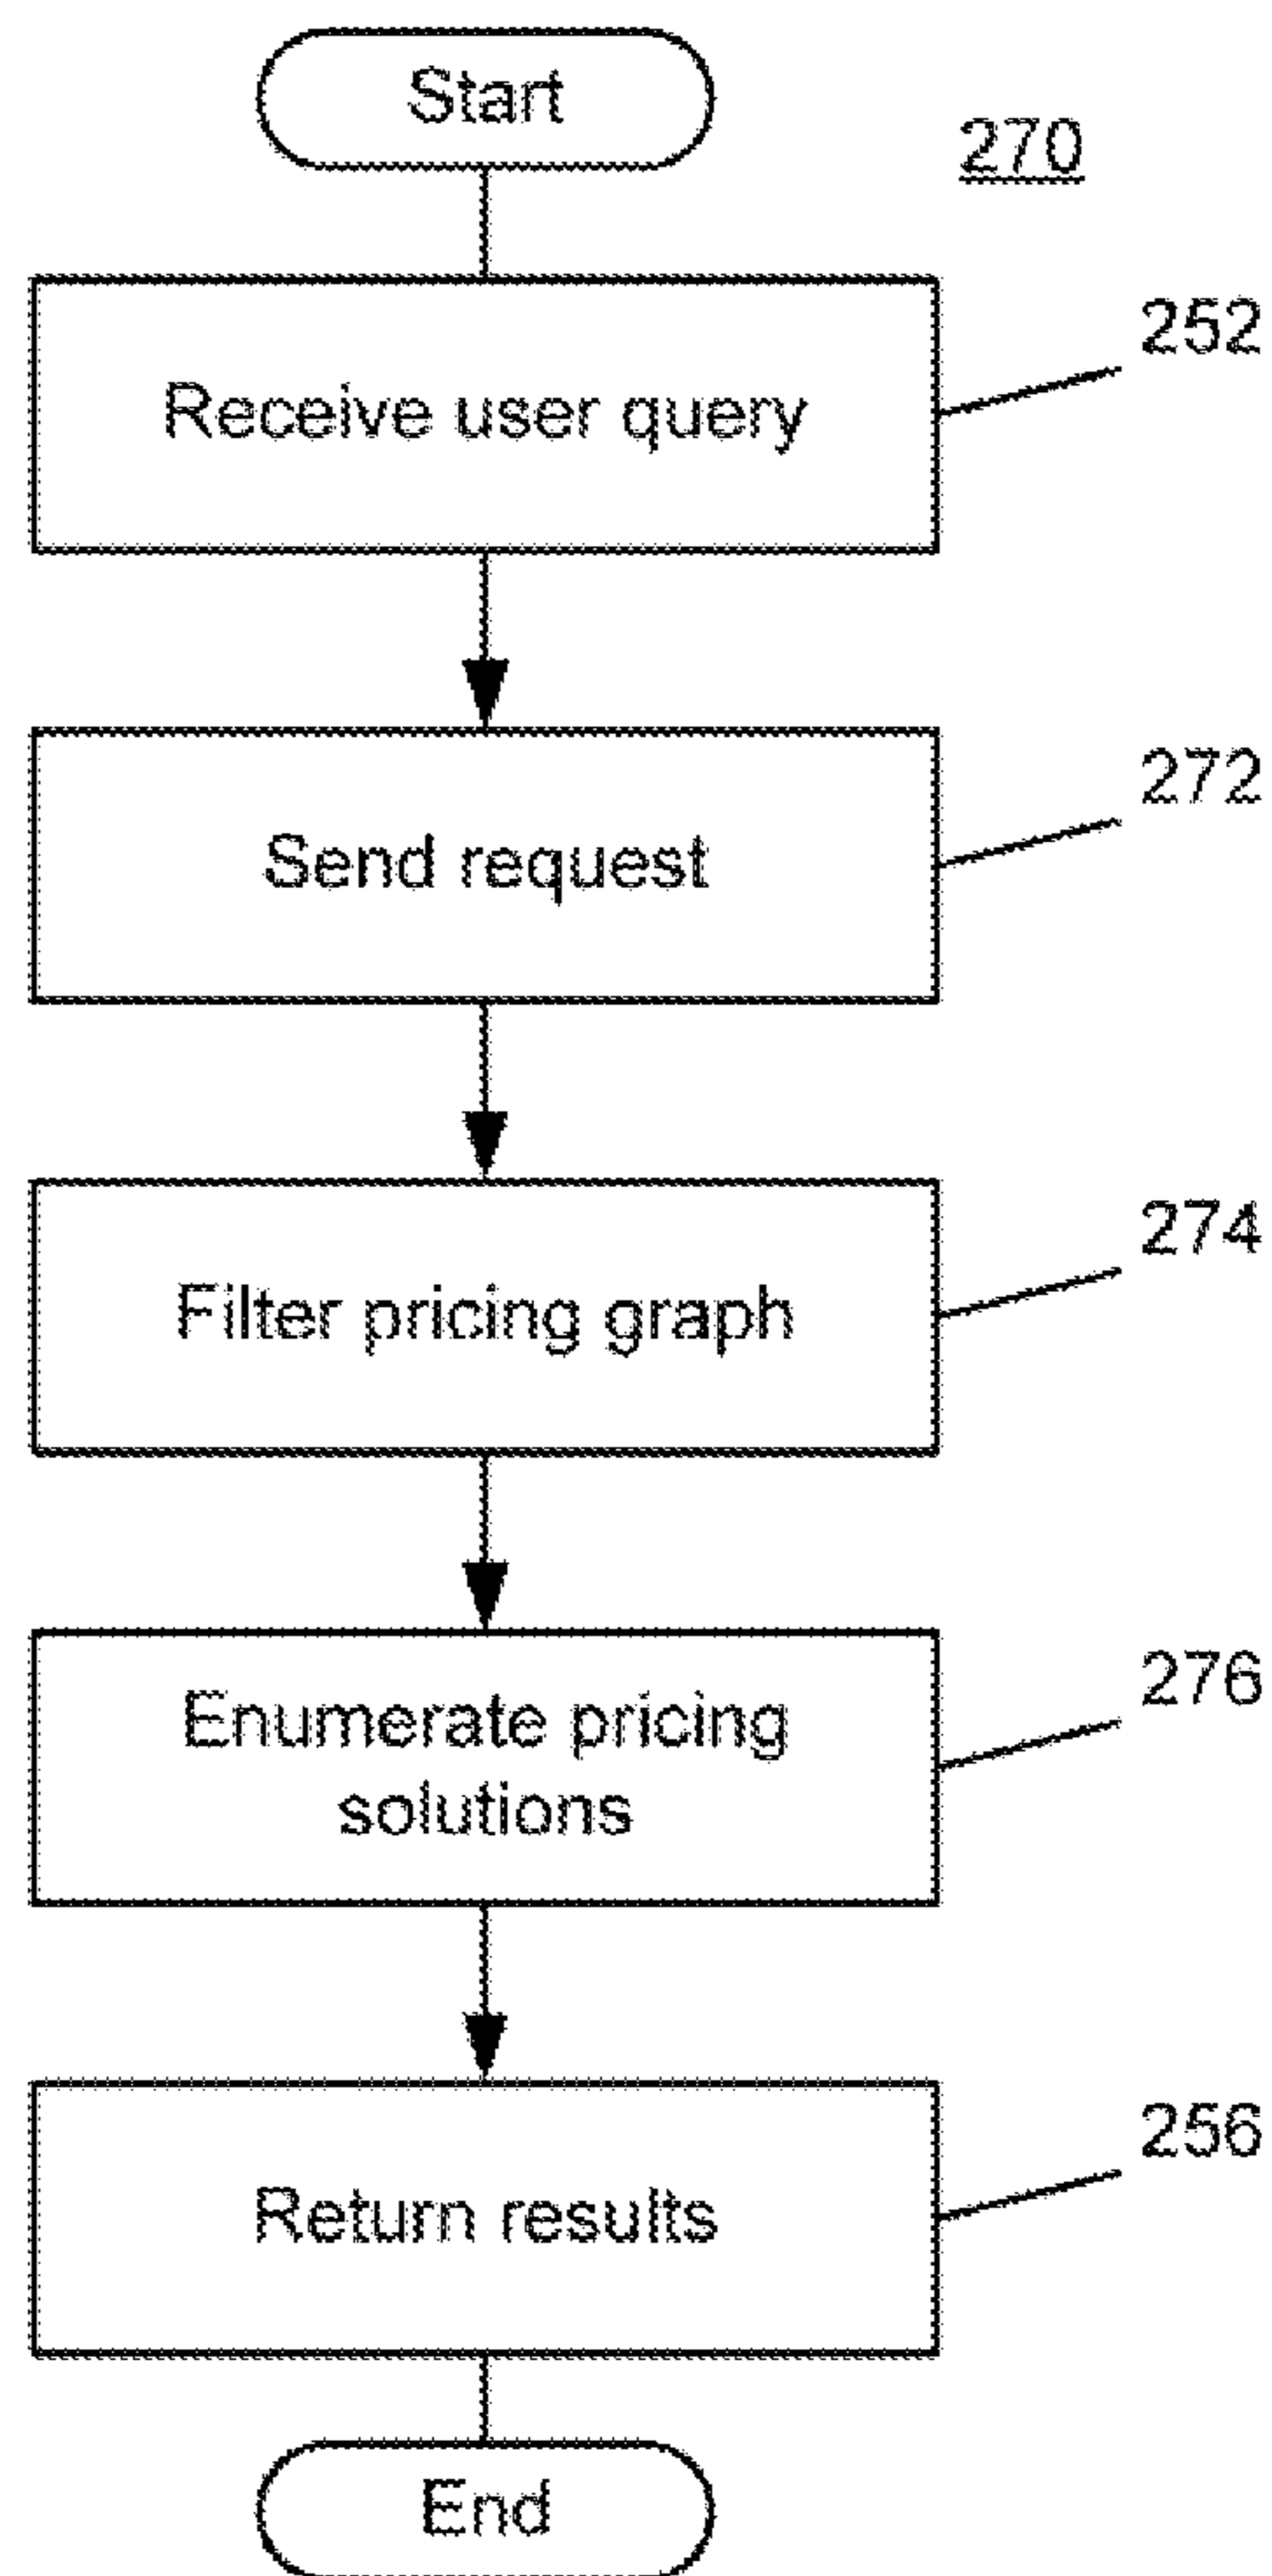 Start
270
252
Receive user query
272
Send request
274
Filter pricing graph
276
Enumerate pricing
solutions
256
Return results
End